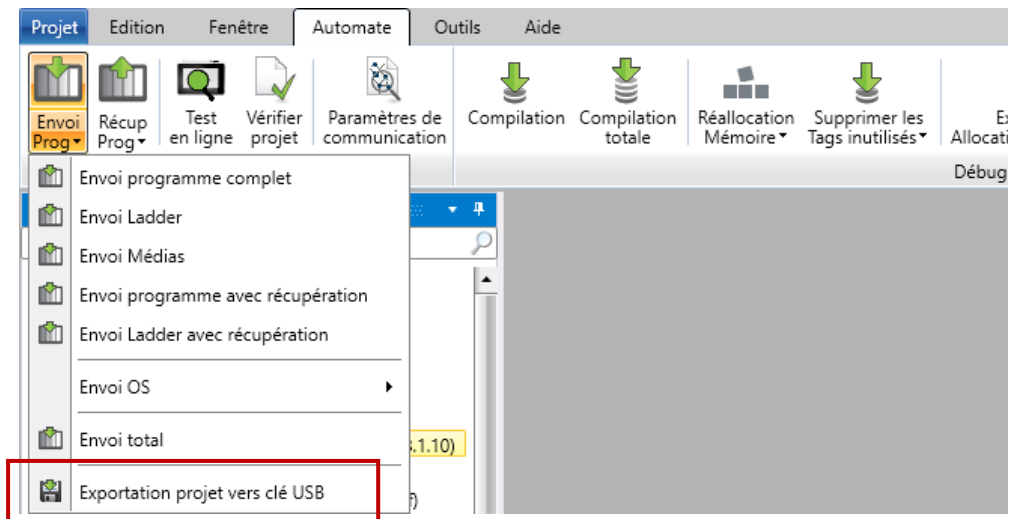 Projet Edition Fenêtre Automate Outils Aide
Envoi Prog
Récup Prog
Test en ligne
Vérifier projet
Paramètres de communication
Compilation
Compilation totale
Réallocation Mémoire
Supprimer les Tags inutilisés
Débug
Envoi programme complet
Envoi Ladder
Envoi Médias
Envoi programme avec récupération
Envoi Ladder avec récupération
Envoi OS
Envoi total
.1.10)
Exportation projet vers clé USB